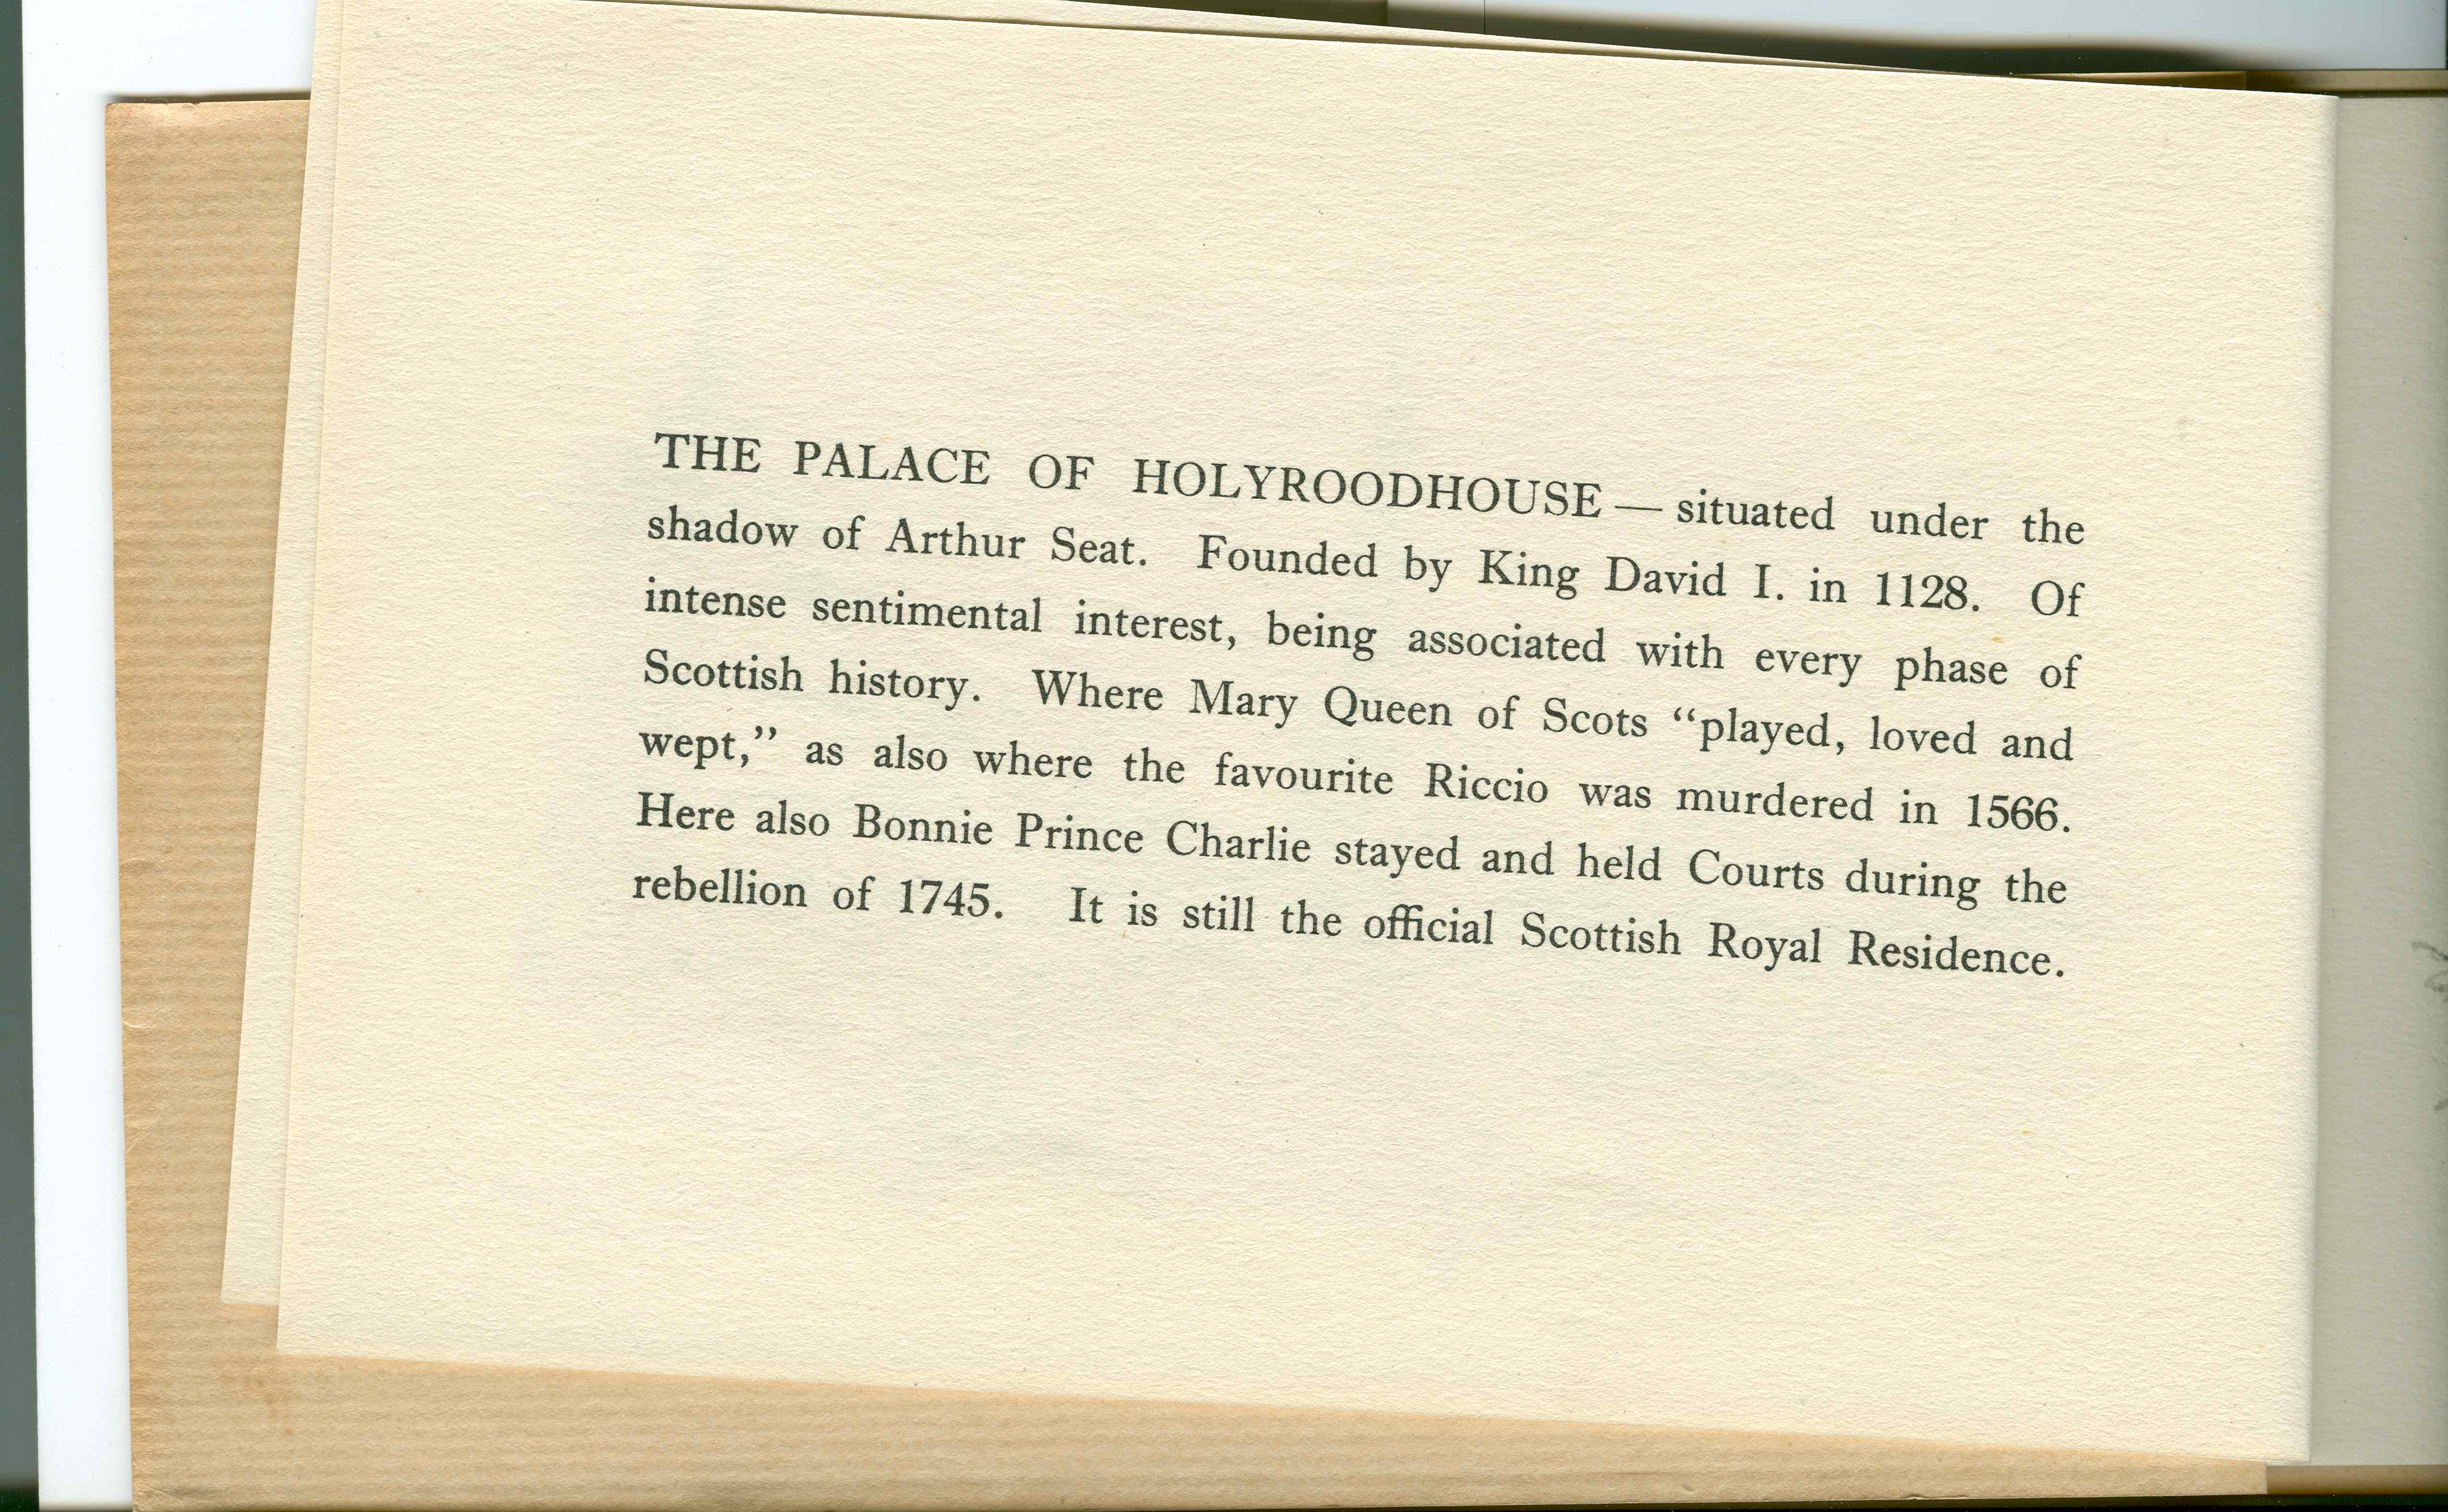 THE PALACE OF HOLYROODHOUSE — situated under the
shadow of Arthur Seat. Founded by King David I. in 1128. Of
intense sentimental interest, being associated with every phase of
Scottish history. Where Mary Queen of Scots “played, loved and
wept,” as also where the favourite Riccio was murdered in 1566.
Here also Bonnie Prince Charlie stayed and held Courts during the
rebellion of 1745. It is still the official Scottish Royal Residence.